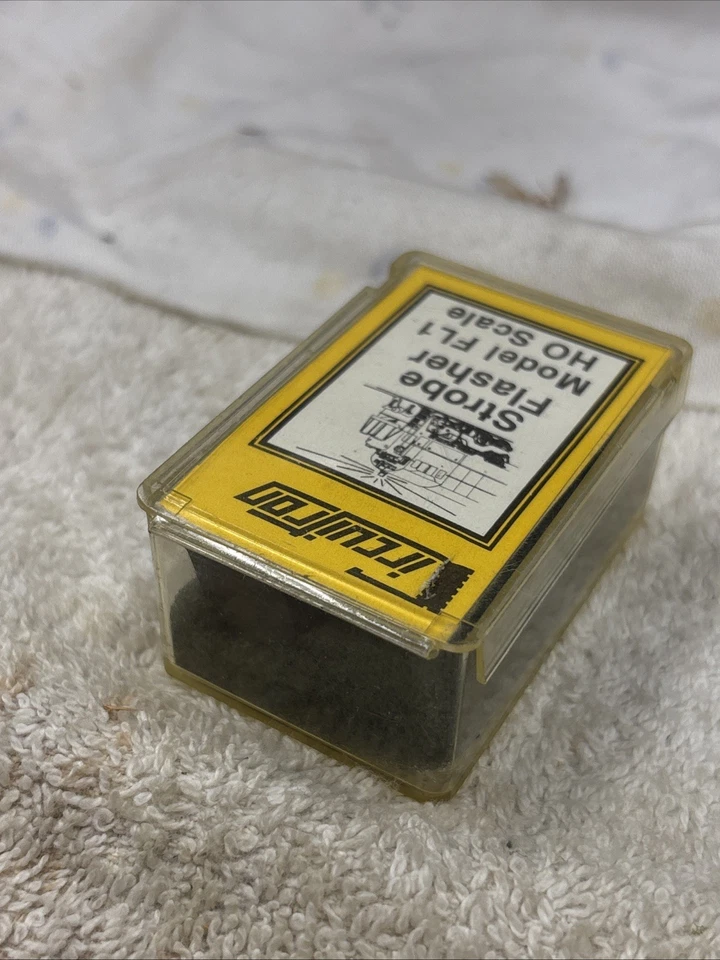 Circuitron
Strobe
Flasher
Model FL1
HO Scale